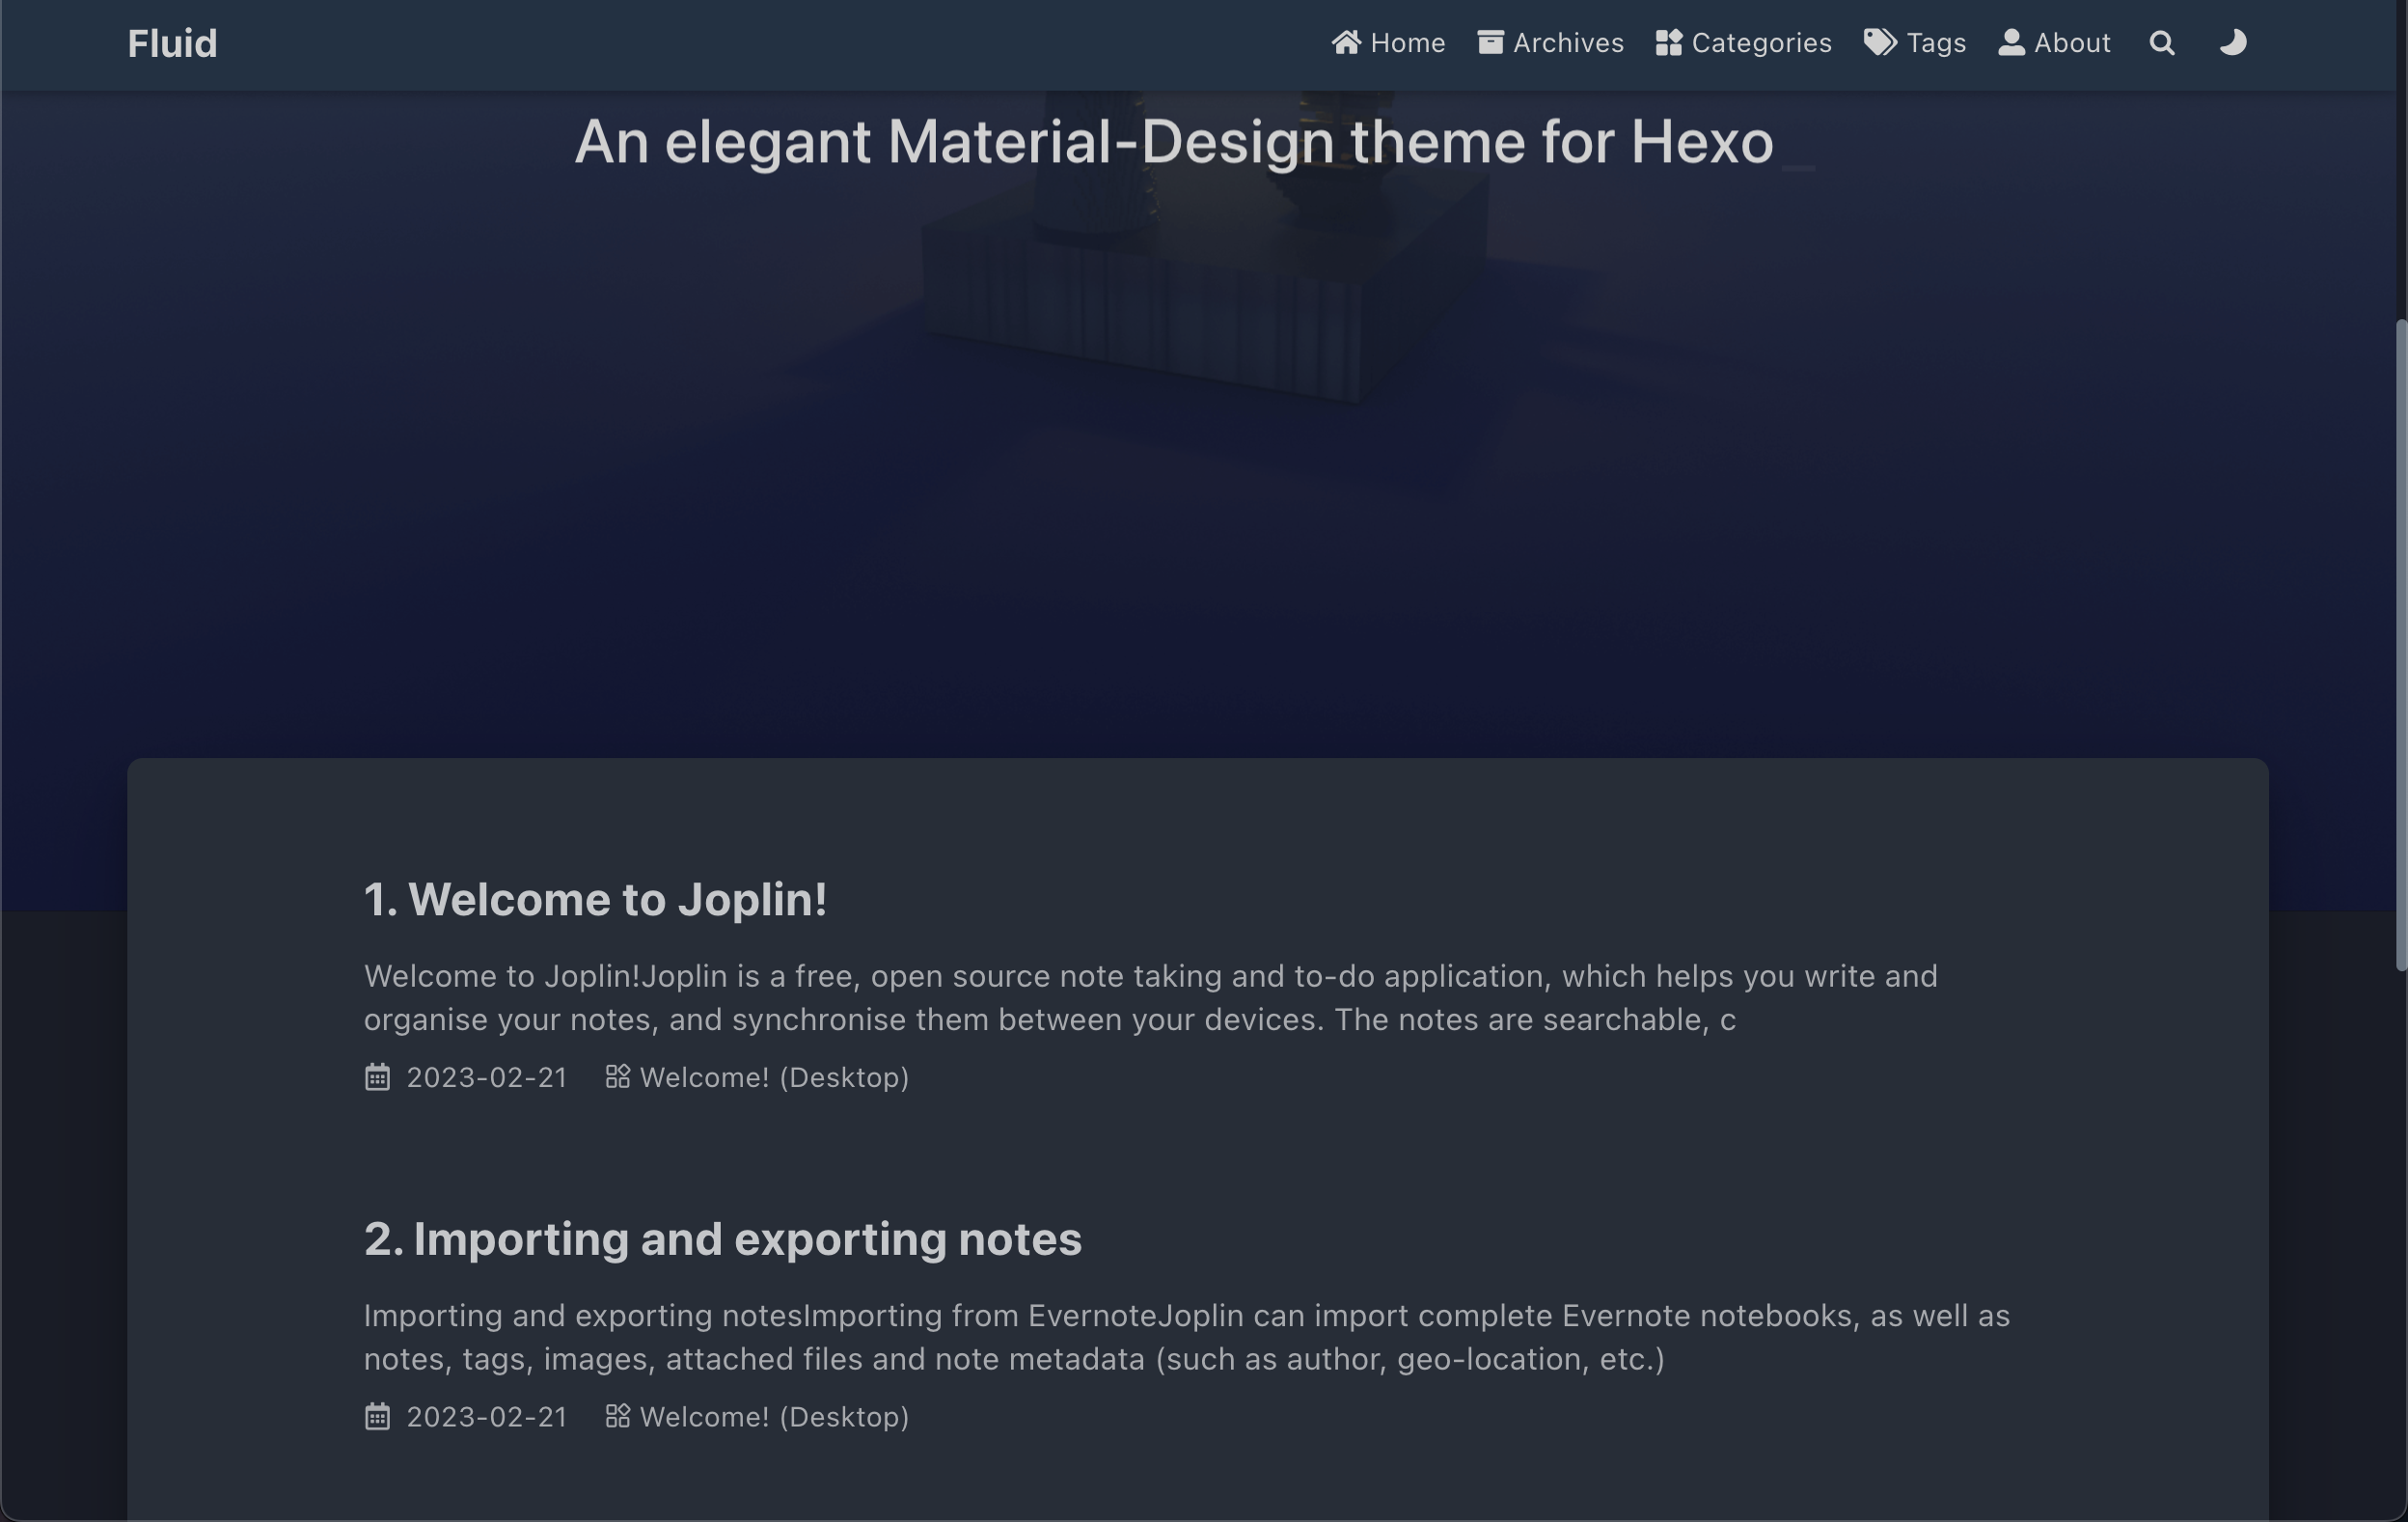 Fluid
Home Archives Categories Tags About
An elegant Material-Design theme for Hexo_
1. Welcome to Joplin!
Welcome to Joplin!Joplin is a free, open source note taking and to-do application, which helps you write and
organise your notes, and synchronise them between your devices. The notes are searchable, c
2023-02-21 Welcome! (Desktop)
2. Importing and exporting notes
Importing and exporting notesImporting from EvernoteJoplin can import complete Evernote notebooks, as well as
notes, tags, images, attached files and note metadata (such as author, geo-location, etc.)
2023-02-21 Welcome! (Desktop)